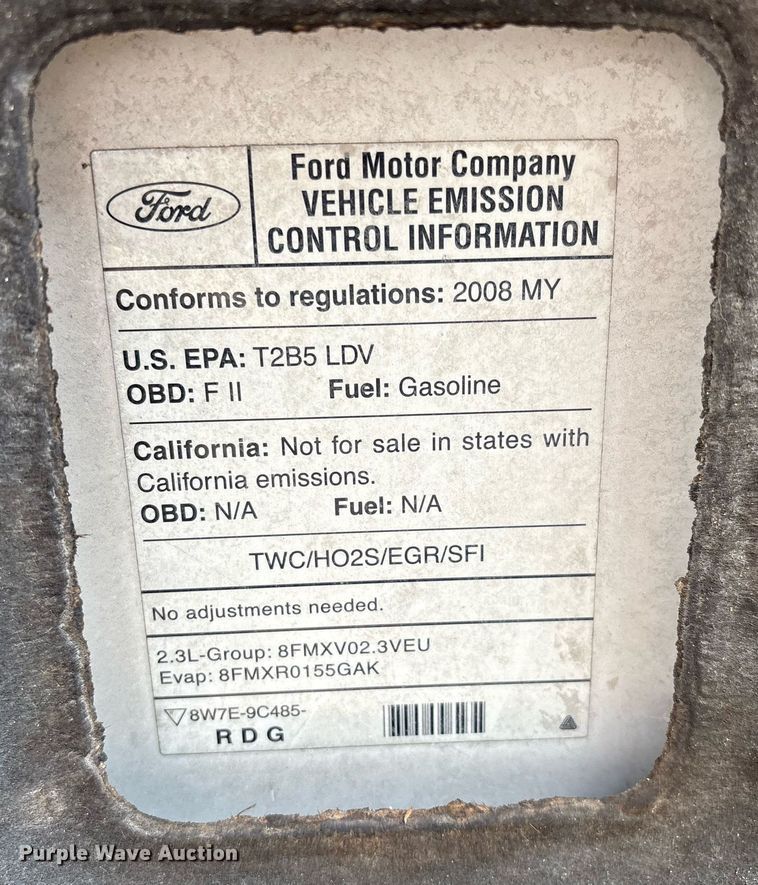 Ford
Ford Motor Company
VEHICLE EMISSION
CONTROL INFORMATION
Conforms to regulations: 2008 MY
U.S. EPA: T2B5 LDV
OBD: F II Fuel: Gasoline
California: Not for sale in states with
California emissions.
OBD: N/A Fuel: N/A
TWC/HO2S/EGR/SFI
No adjustments needed.
2.3L-Group: 8FMXV02.3VEU
Evap: 8FMXR0155GAK
8W7E-9C485-
R D G
Purple Wave Auction